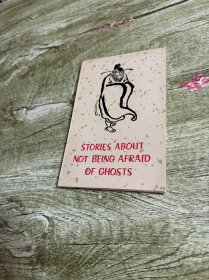 STORIES ABOUT
NOT BEING AFRAID
OF GHOSTS